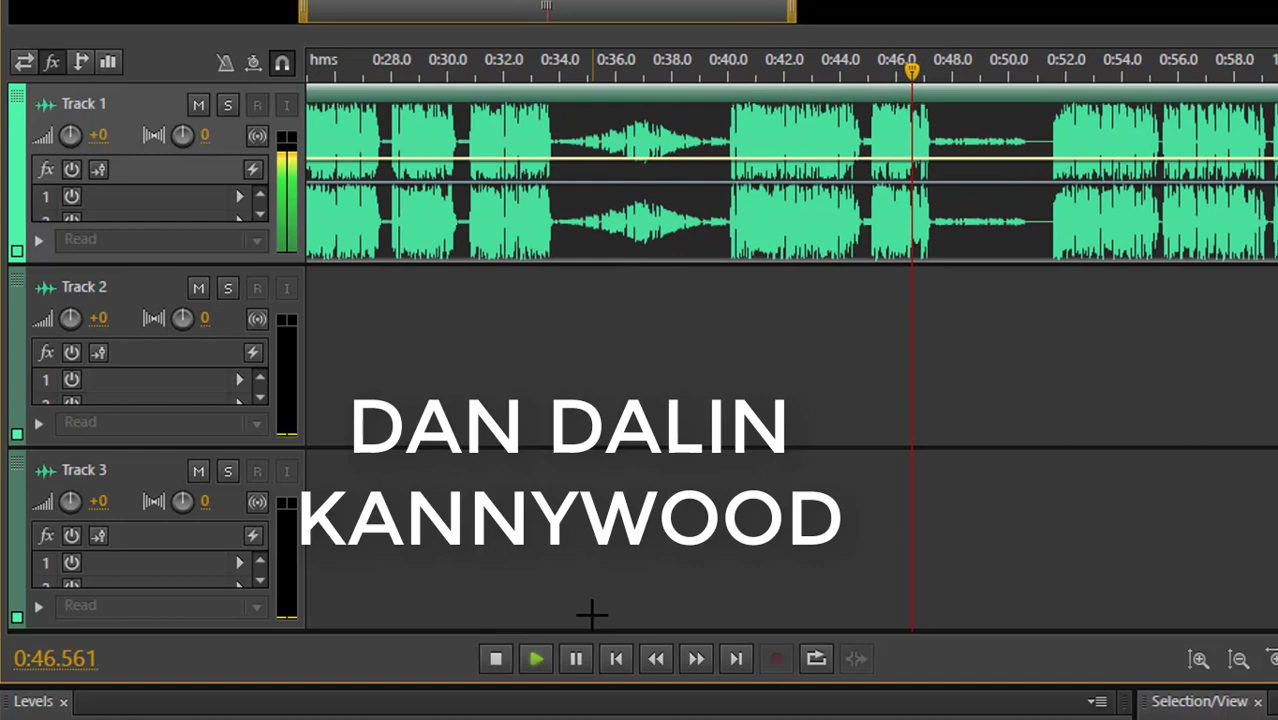 hms 0:28.0 0:30.0 0:32.0 0:34.0 0:36.0 0:38.0 0:40.0 0:42.0 0:44.0 0:46.0 0:48.0 0:50.0 0:52.0 0:54.0 0:56.0 0:58.0
Track 1 M S R I
+0 0
fx
1
Read
Track 2 M S R I
+0 0
fx
1
Read
DAN DALIN
Track 3 M S R I
KANNYWOOD
+0 0
fx
1
Read
0:46.561
Levels × Selection/View ×